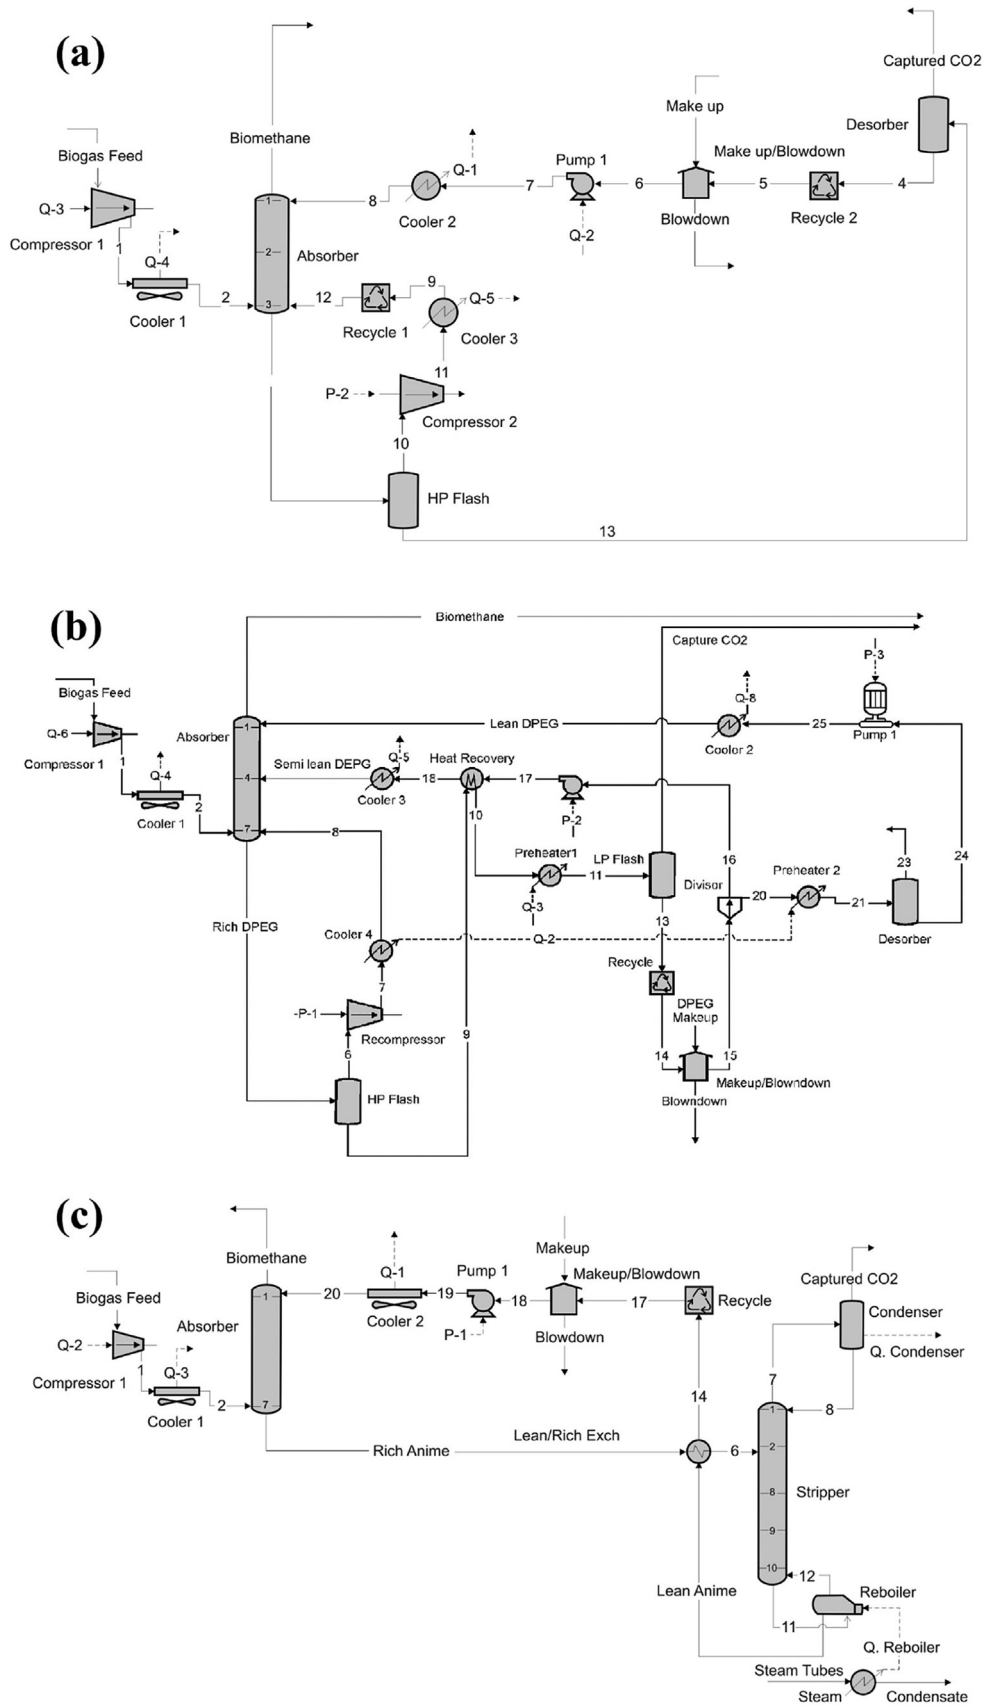 (a)
Captured CO2
Make up
Desorber
Biomethane
Biogas Feed
Pump 1
Make up/Blowdown
Q-1
8
7
6
5
4
1
Q-3
Cooler 2
Blowdown
Recycle 2
Compressor 1
1
Q-2
2
Absorber
Q-4
2
3
12
9
Q-5
Cooler 1
Recycle 1
Cooler 3
11
P-2
Compressor 2
10
HP Flash
13
(b)
Biomethane
Capture CO2
P-3
Biogas Feed
Q-8
Absorber
1
Lean DPEG
25
Q-6
Cooler 2
Pump 1
Compressor 1
1
Q-5
Heat Recovery
Semi lean DEPG
Q-4
4
18
17
Cooler 3
2
10
P-2
Cooler 1
7
8
Preheater1
LP Flash
16
23
24
11
Divisor
20
Preheater 2
21
Q-3
13
Rich DPEG
Cooler 4
Q-2
Desorber
Recycle
7
DPEG
Makeup
-P-1
Recompressor
9
6
14
15
Makeup/Blowndown
HP Flash
Blowndown
(c)
Makeup
Biomethane
Q-1
Pump 1
Makeup/Blowdown
Captured CO2
Biogas Feed
1
20
19
18
17
Recycle
Condenser
Absorber
Cooler 2
Q-2
P-1
Blowdown
Q. Condenser
Compressor 1
1
Q-3
7
14
2
7
8
1
Cooler 1
Lean/Rich Exch
Rich Anime
6
2
8
Stripper
9
10
12
Lean Anime
Reboiler
11
Q. Reboiler
Steam Tubes
Steam
Condensate